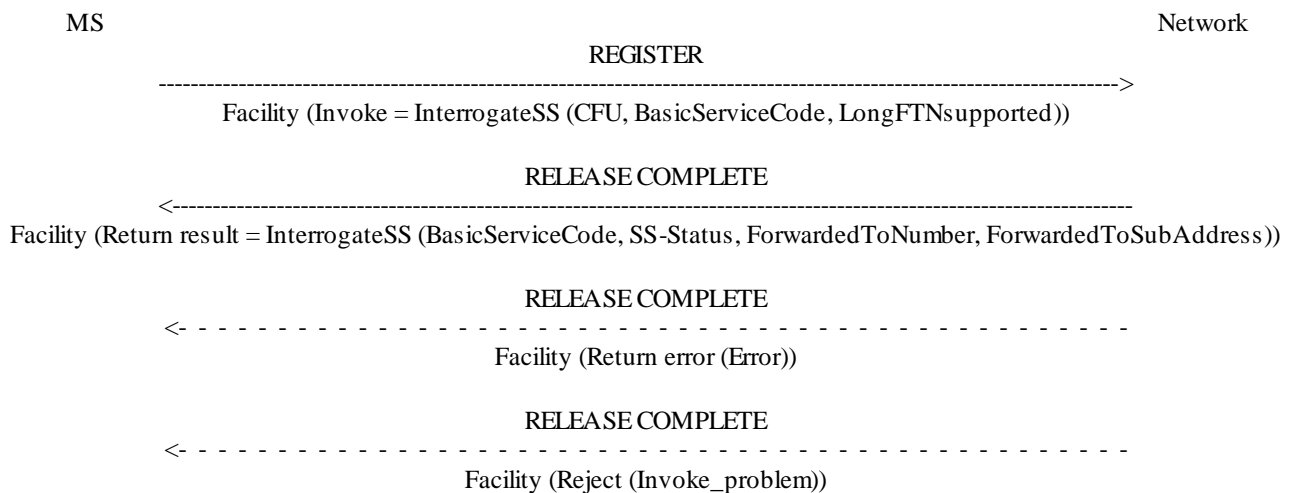 MS Network
REGISTER
Facility (Invoke = InterrogateSS (CFU, BasicServiceCode, LongFTNsupported))
RELEASE COMPLETE
Facility (Return result = InterrogateSS (BasicServiceCode, SS-Status, ForwardedToNumber, ForwardedToSubAddress))
RELEASE COMPLETE
Facility (Return error (Error))
RELEASE COMPLETE
Facility (Reject (Invoke_problem))